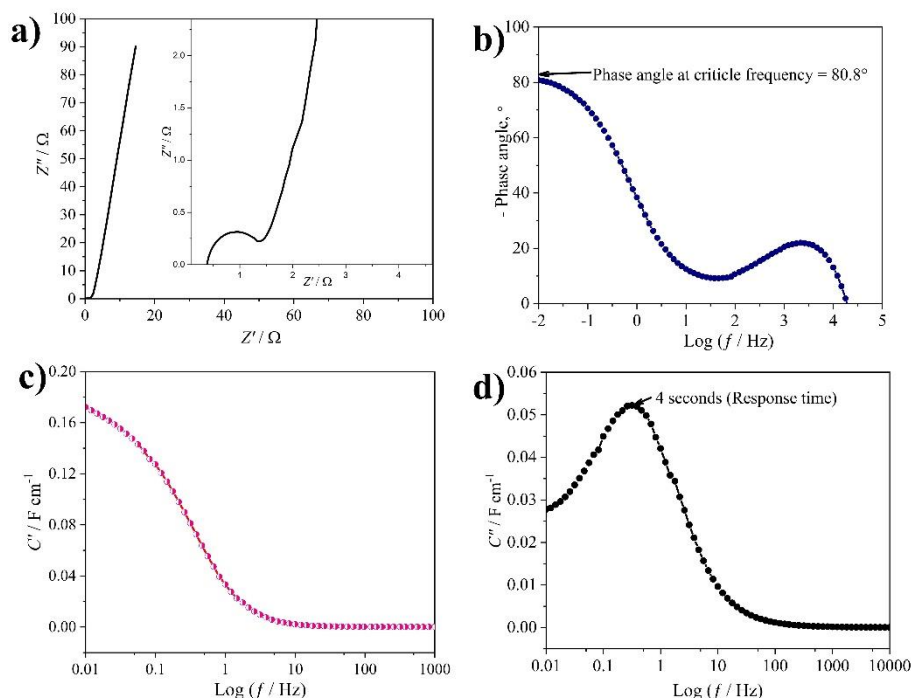 a)
100
90
80
70
60
50
40
30
20
10
0
Z'' / Ω
0 20 40 60 80 100
Z' / Ω
2.0
1.5
1.0
0.5
0.0
Z'' / Ω
1 2 3 4
Z' / Ω
b)
100
80
60
40
20
0
- Phase angle, °
Phase angle at criticle frequency = 80.8°
-2 -1 0 1 2 3 4 5
Log (f / Hz)
c)
0.20
0.16
0.12
0.08
0.04
0.00
C' / F cm⁻¹
0.01 0.1 1 10 100 1000
Log (f / Hz)
d)
0.06
0.05
0.04
0.03
0.02
0.01
0.00
C'' / F cm⁻¹
4 seconds (Response time)
0.01 0.1 1 10 100 1000 10000
Log (f / Hz)